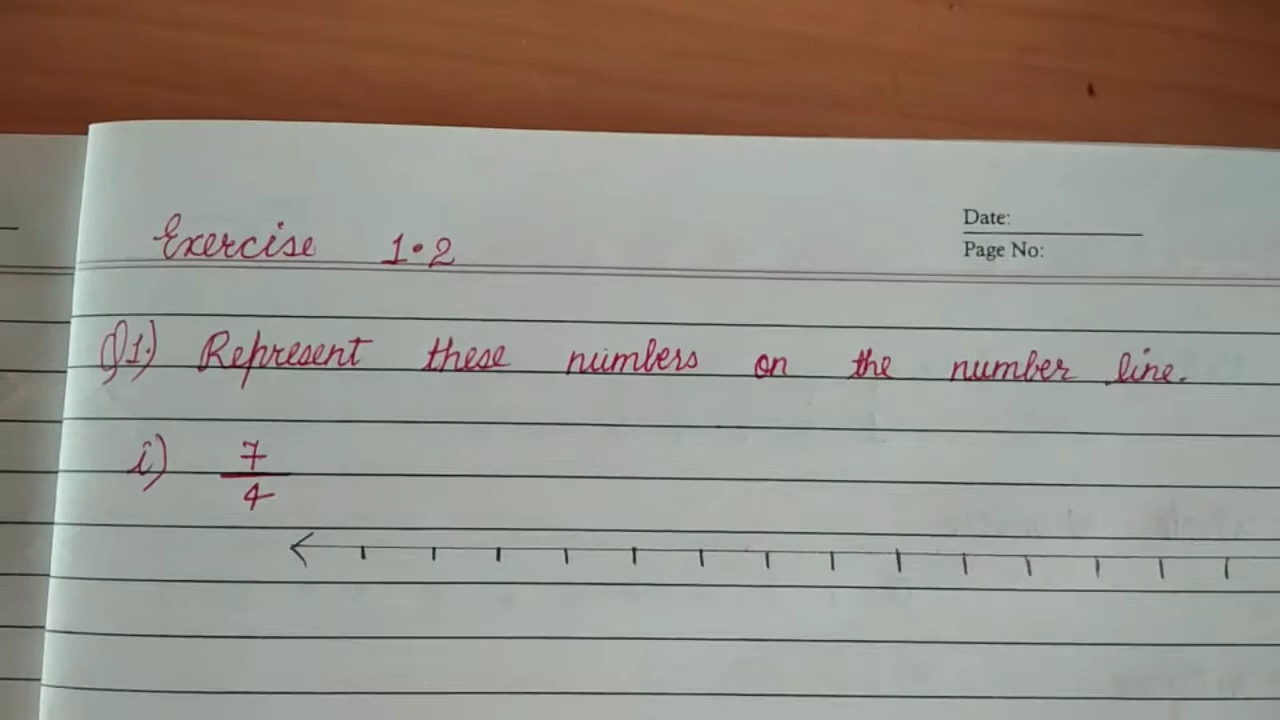 Date:
Exercise 1.2
Page No:
Q1.) Represent these numbers on the number line.
i) 7/4